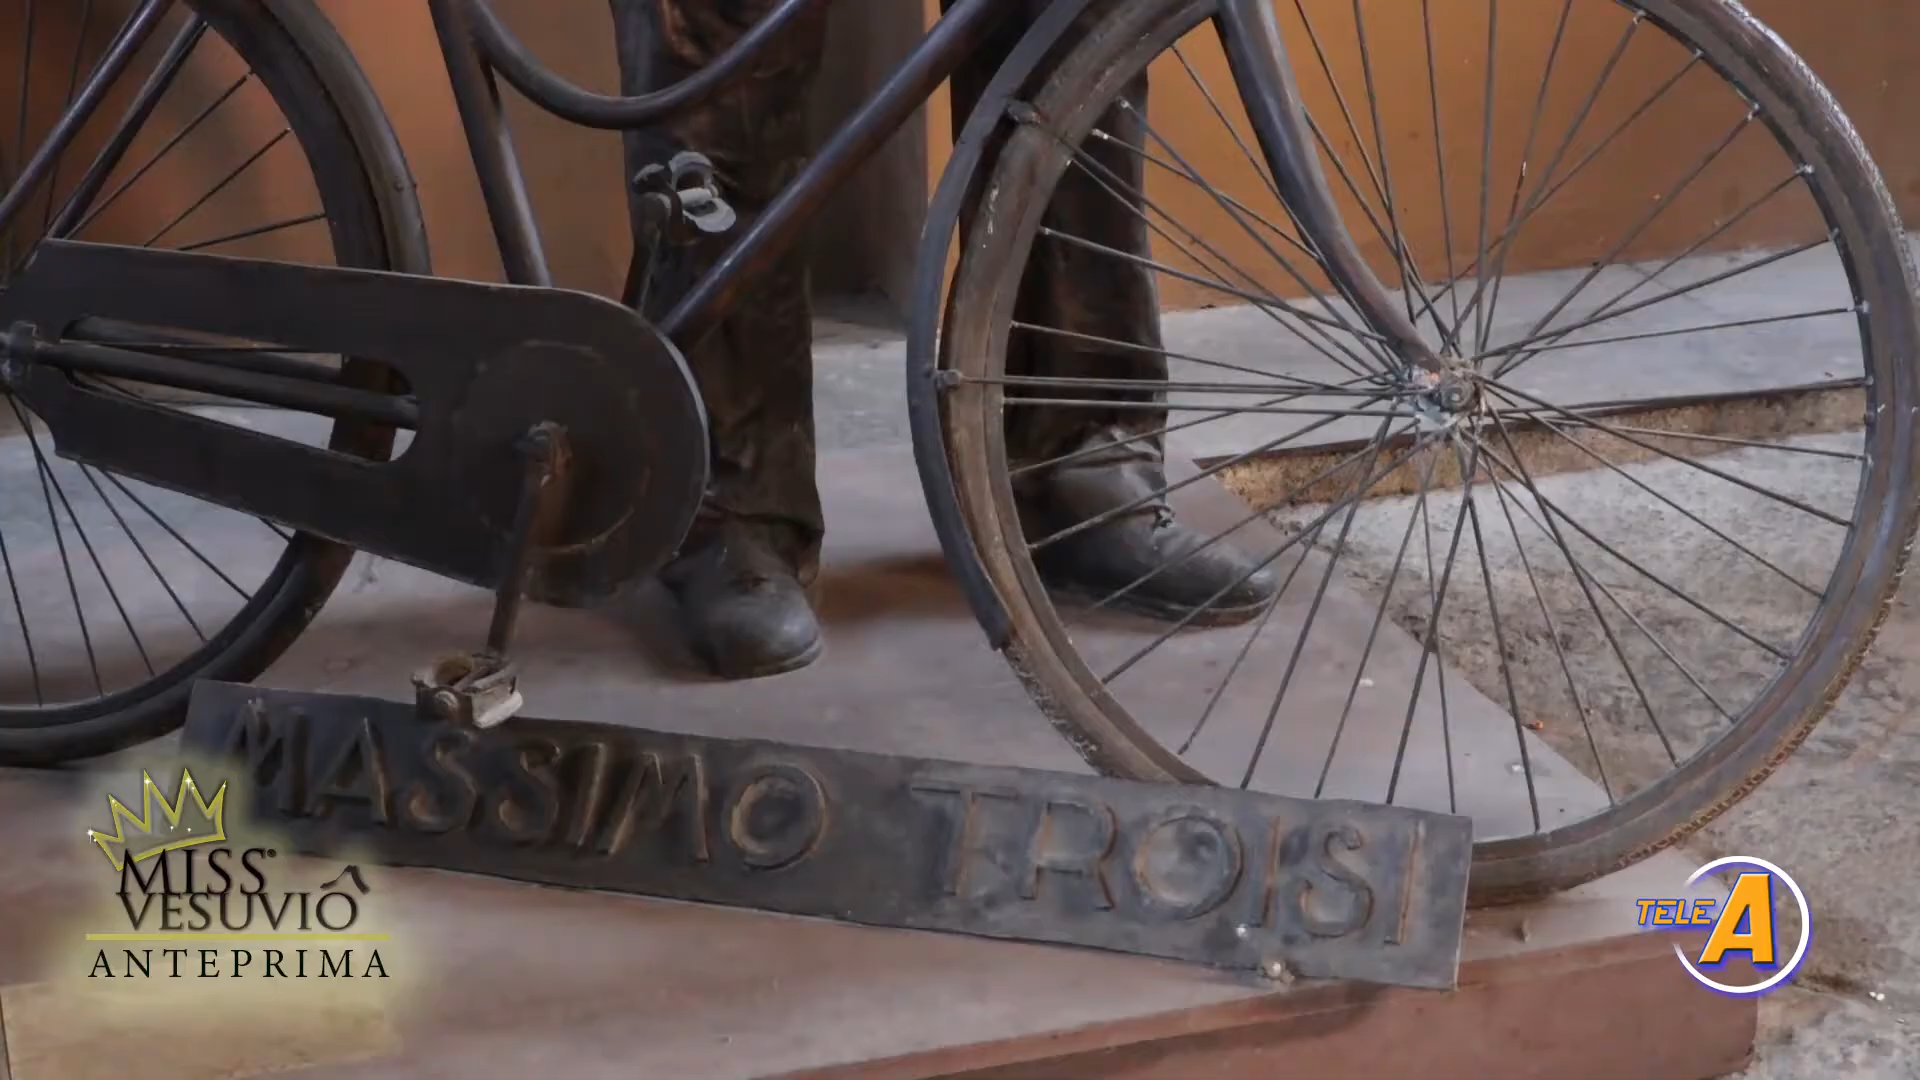 MASSIMO TROISI
MISS
VESUVIO
ANTEPRIMA
TELE A